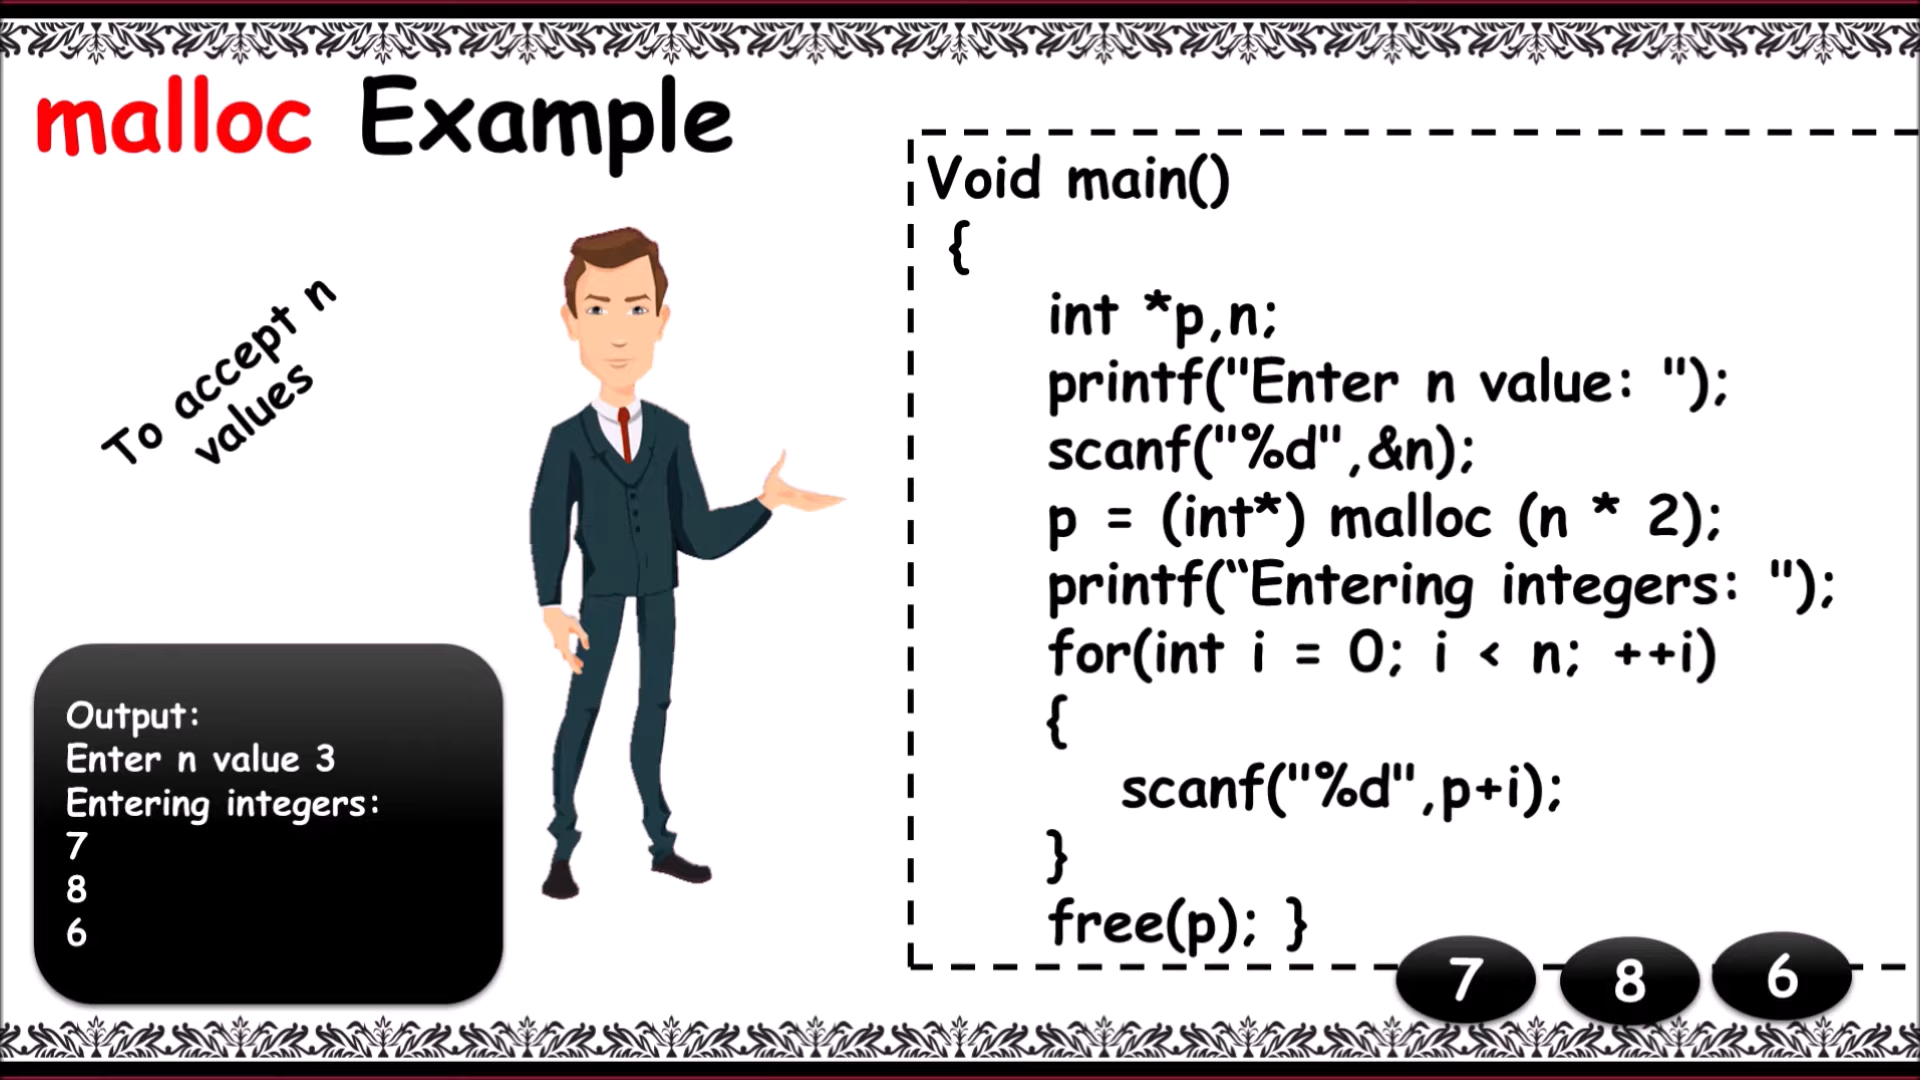 malloc Example
To accept n
values
Void main()
{
int *p,n;
printf("Enter n value: ");
scanf("%d",&n);
p = (int*) malloc (n * 2);
printf(“Entering integers: ");
for(int i = 0; i < n; ++i)
{
scanf("%d",p+i);
}
free(p); }
Output:
Enter n value 3
Entering integers:
7
8
6
7 8 6